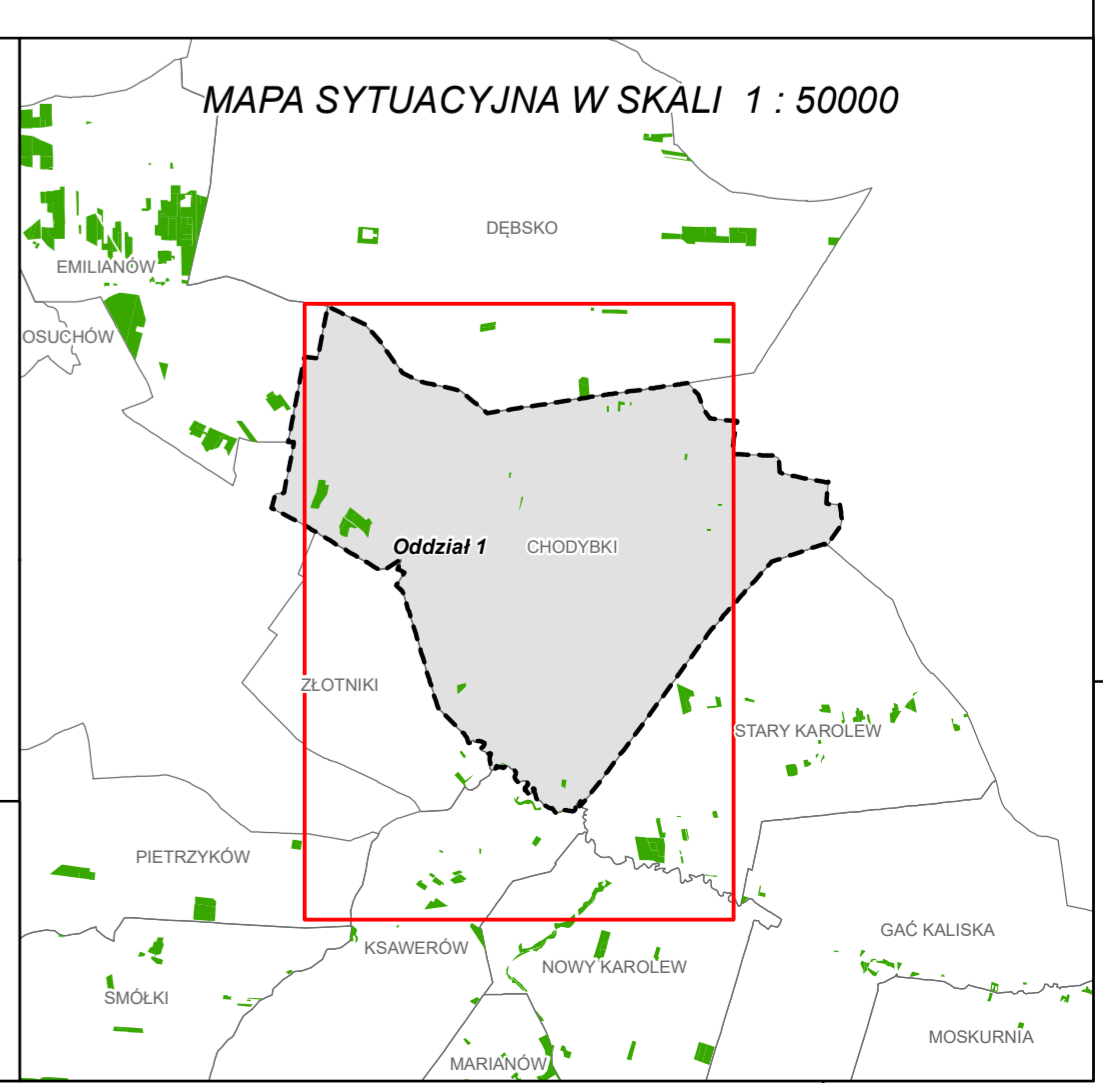 MAPA SYTUACYJNA W SKALI 1 : 50000
DĘBSKO
EMILIANÓW
OSUCHÓW
Oddział 1 CHODYBKI
ZŁOTNIKI
STARY KAROLEW
PIETRZYKÓW
GAĆ KALISKA
KSAWERÓW
NOWY KAROLEW
SMÓŁKI
MOSKURNIA
MARIANÓW